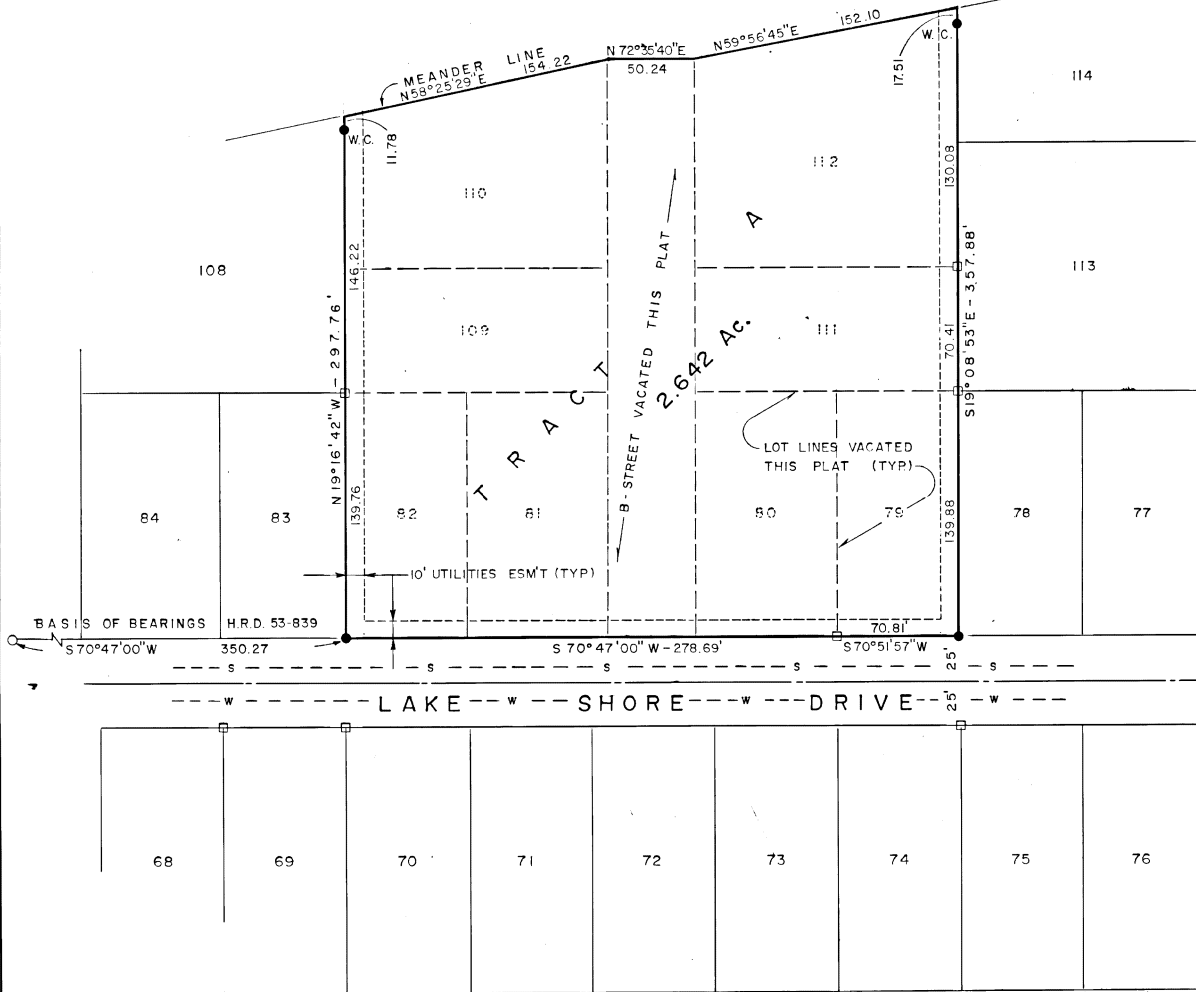 152.10
N59°56'45"E
W. C.
17.51
N 72°35'40"E
50.24
MEANDER LINE
N58°25'29"E
154.22
114
W. C.
11.78
110
112
130.08
108
146.22
A
B-STREET VACATED THIS PLAT
113
N 19°16'42" W - 297.76'
109
111
70.41
S19°08'53"E - 3,57.88'
TRACT
2.642 Ac.
LOT LINES VACATED
THIS PLAT (TYP.)
84
83
139.76
82
81
80
79
139.88
78
77
10' UTILITIES ESM'T (TYP)
BASIS OF BEARINGS H.R.D. 53-839
S70°47'00"W 350.27
S 70°47'00" W - 278.69'
70.81'
S70°51'57"W
S S S S S
25'
W LAKE W SHORE W DRIVE W
25'
68
69
70
71
72
73
74
75
76